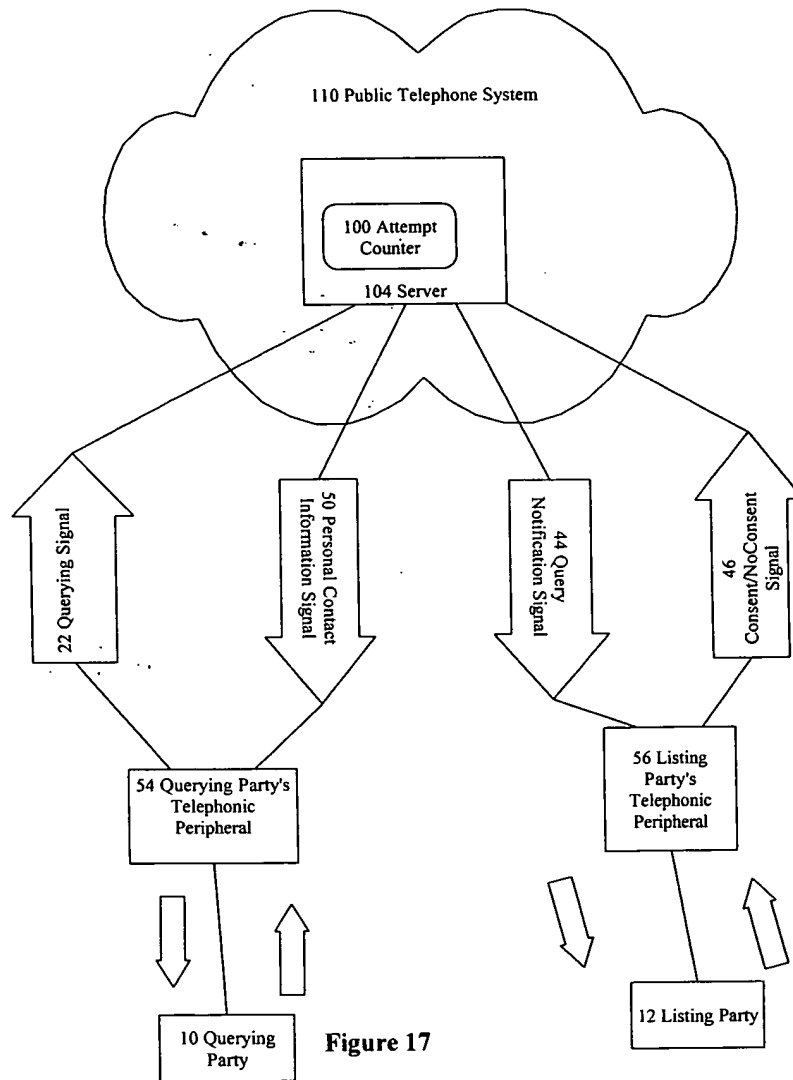 110 Public Telephone System
100 Attempt
Counter
104 Server
22 Querying Signal
50 Personal Contact
Information Signal
44 Query
Notification Signal
46
Consent/NoConsent
Signal
54 Querying Party's
Telephonic
Peripheral
56 Listing
Party's
Telephonic
Peripheral
10 Querying
Party
12 Listing Party
Figure 17